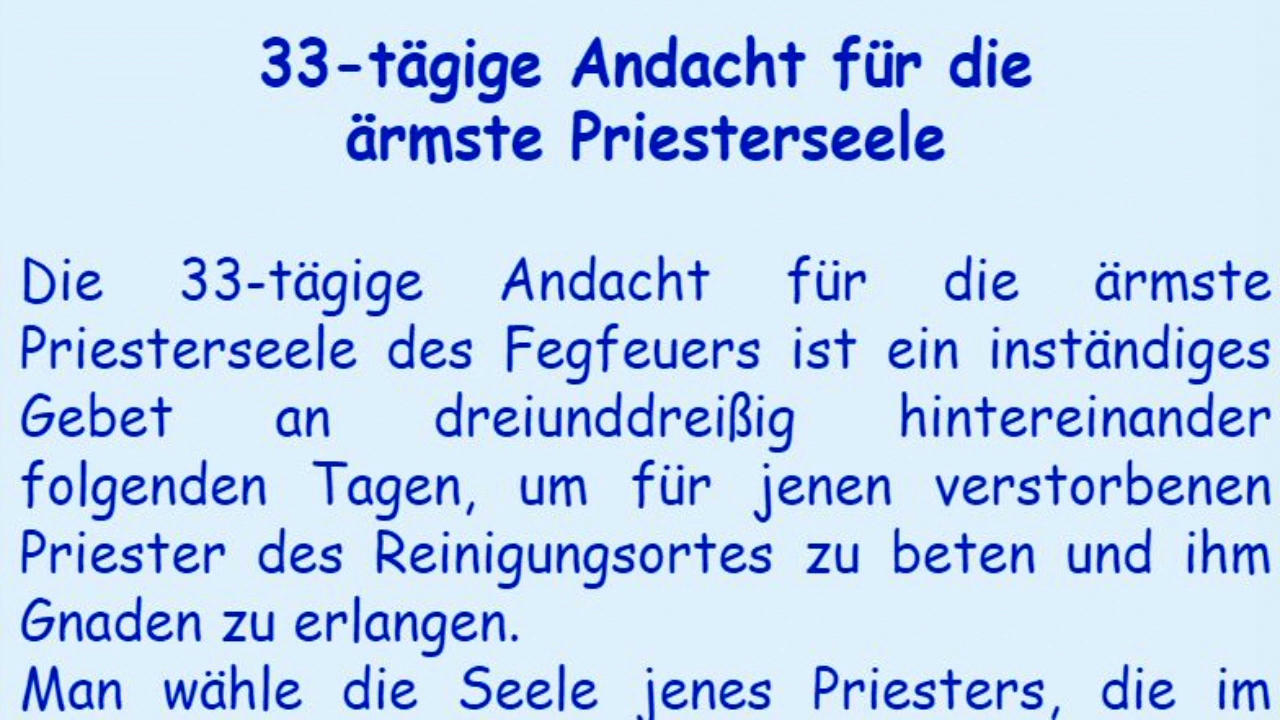 33-tägige Andacht für die
ärmste Priesterseele
Die 33-tägige Andacht für die ärmste
Priesterseele des Fegfeuers ist ein inständiges
Gebet an dreiunddreißig hintereinander
folgenden Tagen, um für jenen verstorbenen
Priester des Reinigungsortes zu beten und ihm
Gnaden zu erlangen.
Man wähle die Seele jenes Priesters, die im